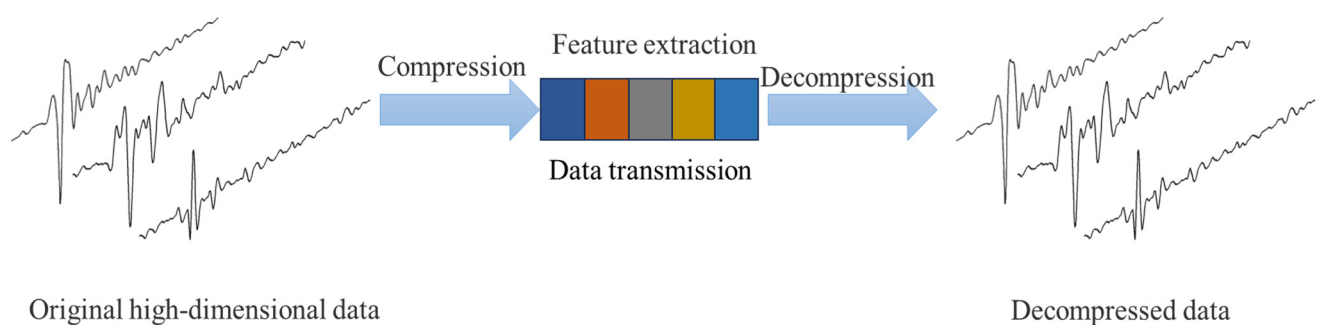 Feature extraction
Compression
Decompression
Data transmission
Original high-dimensional data
Decompressed data